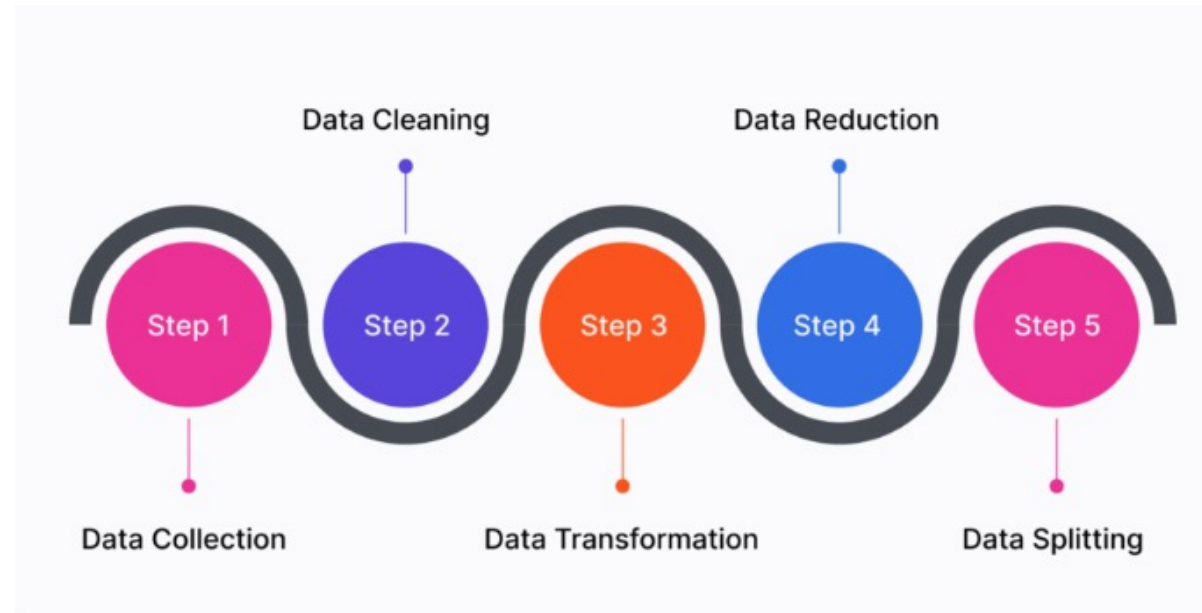 Data Cleaning
Data Reduction
Step 1
Step 2
Step 3
Step 4
Step 5
Data Collection
Data Transformation
Data Splitting